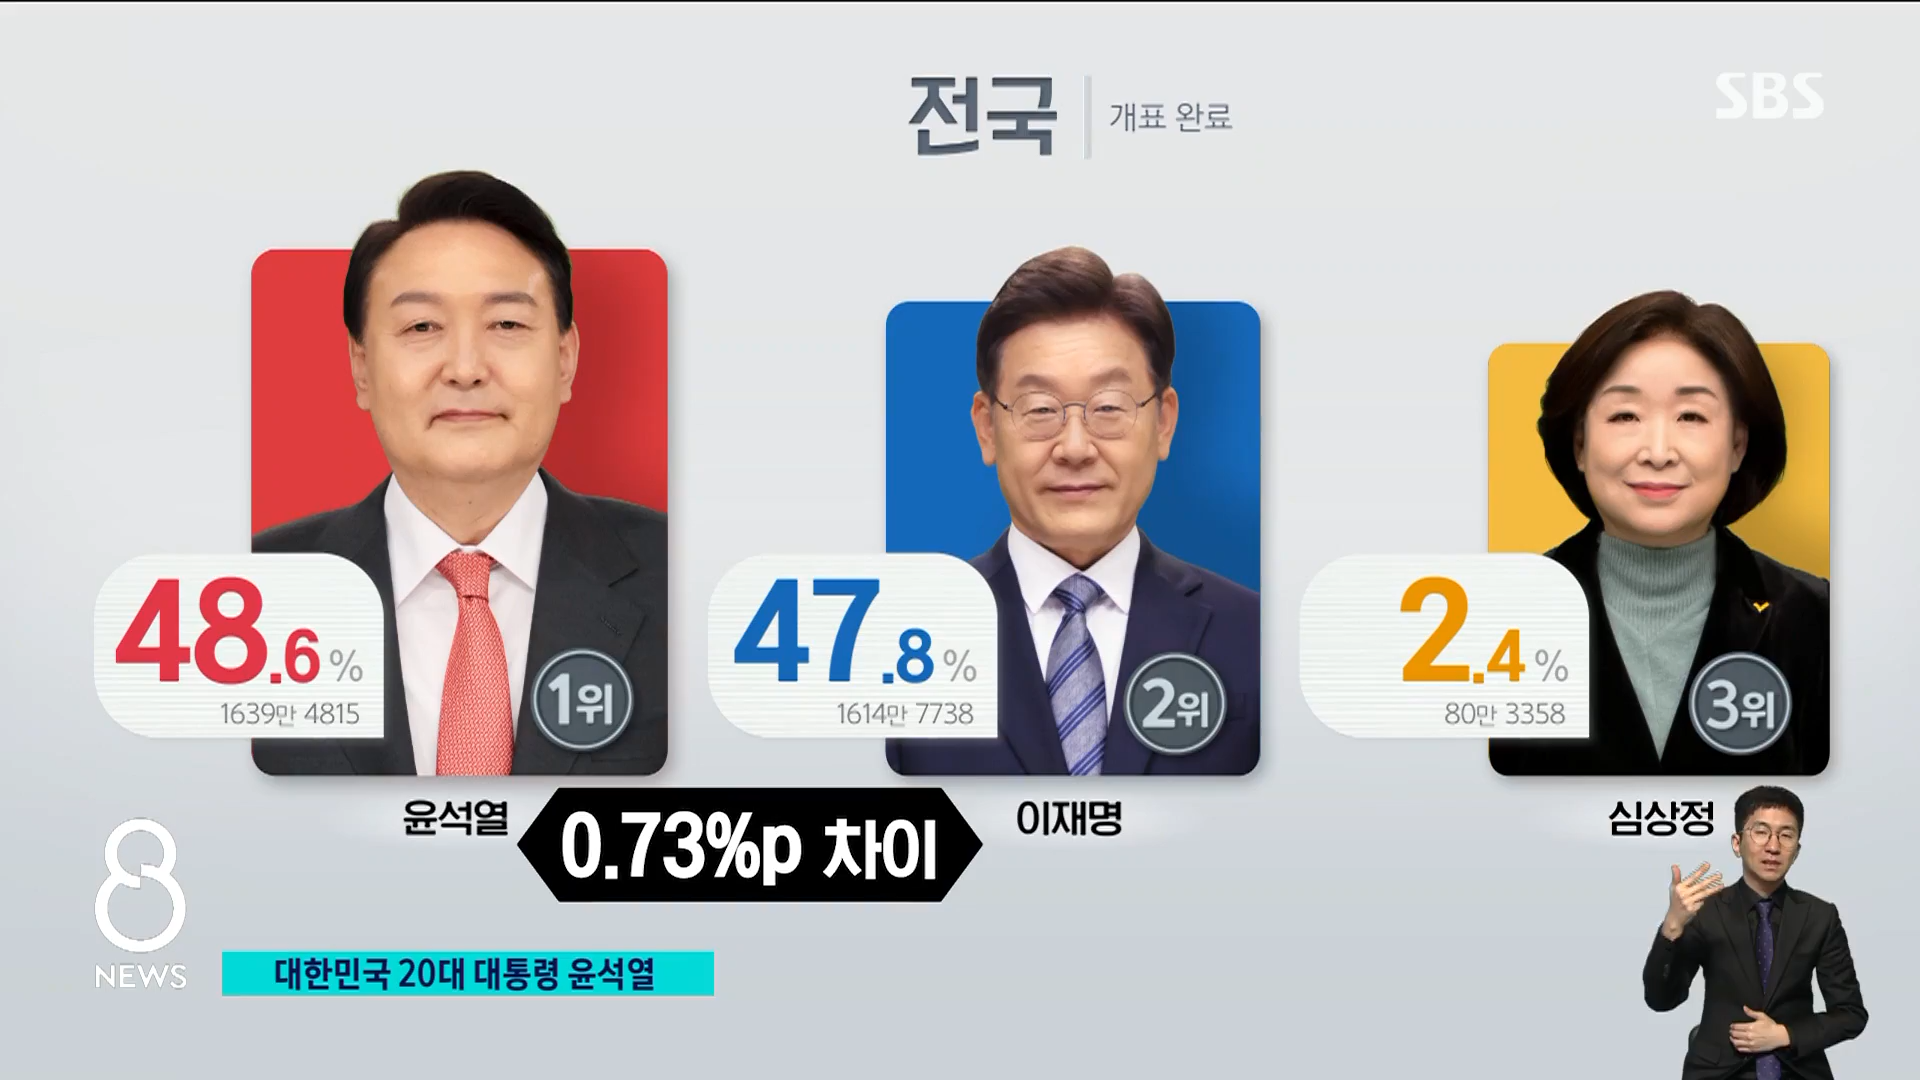 전국 개표 완료
SBS
48.6%
1639만 4815
1위
47.8%
1614만 7738
2위
2.4%
80만 3358
3위
윤석열
0.73%p 차이
이재명
심상정
8
NEWS
대한민국 20대 대통령 윤석열